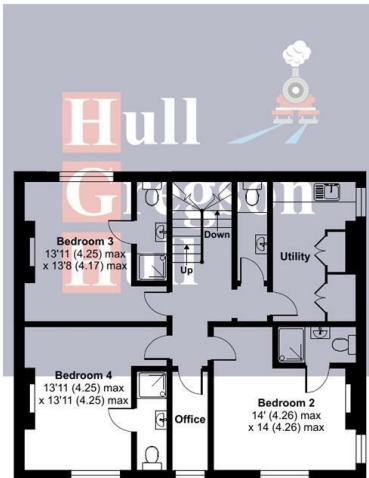 Hull
Gregson
Hull
Bedroom 3
13'11 (4.25) max
x 13'8 (4.17) max
Down
Up
Utility
Bedroom 4
13'11 (4.25) max
x 13'11 (4.25) max
Office
Bedroom 2
14' (4.26) max
x 14 (4.26) max